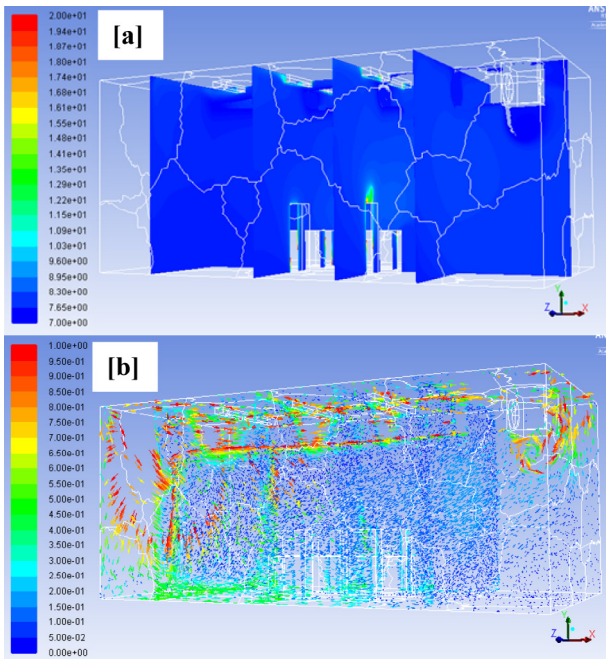 [a]
ANS
2.00e+01
1.94e+01
1.87e+01
1.80e+01
1.74e+01
1.68e+01
1.61e+01
1.55e+01
1.48e+01
1.41e+01
1.35e+01
1.29e+01
1.22e+01
1.15e+01
1.09e+01
1.03e+01
9.60e+00
8.95e+00
8.30e+00
7.65e+00
7.00e+00
Y
Z
X
[b]
ANS
1.00e+00
9.50e-01
9.00e-01
8.50e-01
8.00e-01
7.50e-01
7.00e-01
6.50e-01
6.00e-01
5.50e-01
5.00e-01
4.50e-01
4.00e-01
3.50e-01
3.00e-01
2.50e-01
2.00e-01
1.50e-01
1.00e-01
5.00e-02
0.00e+00
Y
Z
X